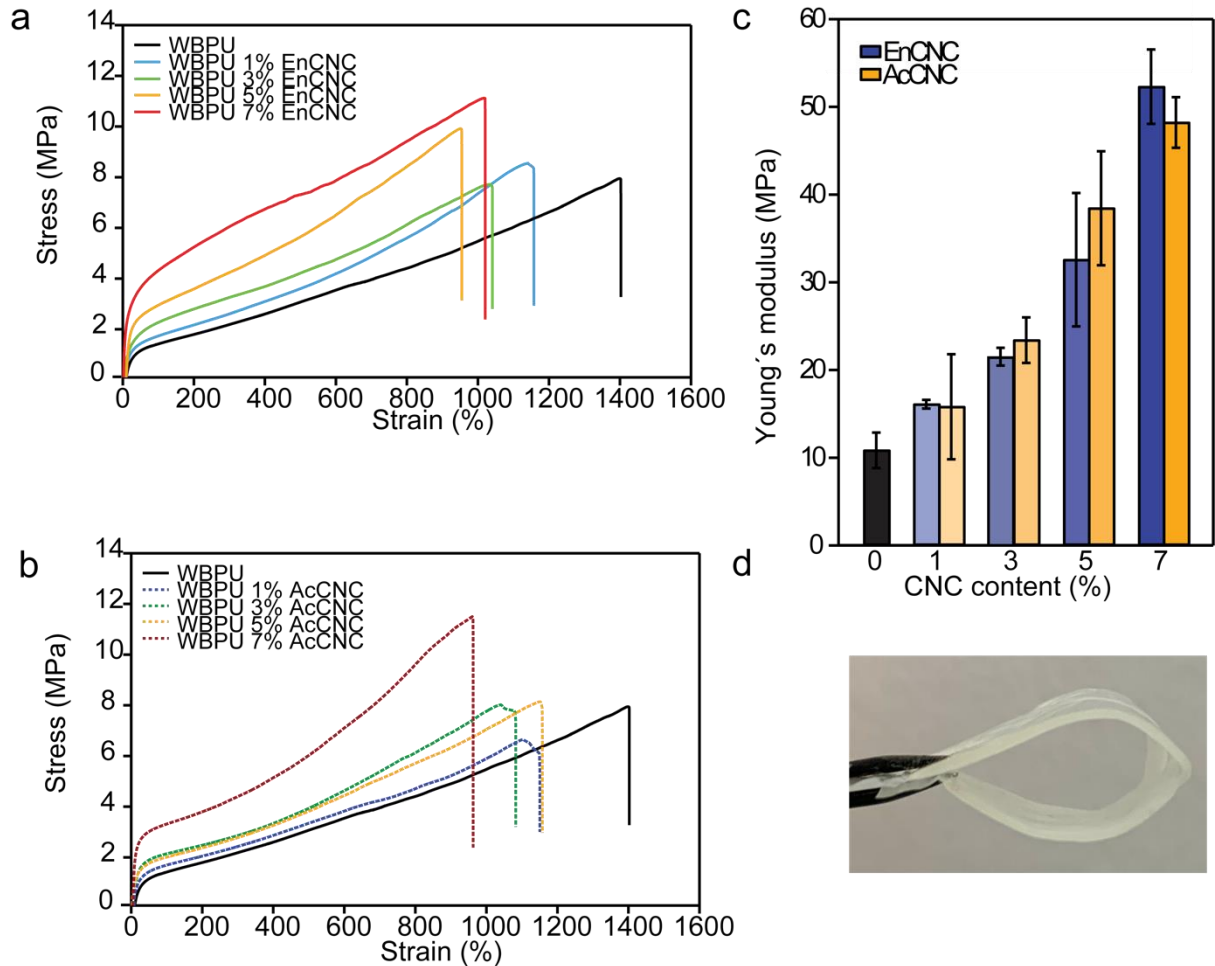 a
14
12
10
8
6
4
2
0
Stress (MPa)
WBPU
WBPU 1% EnCNC
WBPU 3% EnCNC
WBPU 5% EnCNC
WBPU 7% EnCNC
0 200 400 600 800 1000 1200 1400 1600
Strain (%)
b
14
12
10
8
6
4
2
0
Stress (MPa)
WBPU
WBPU 1% AcCNC
WBPU 3% AcCNC
WBPU 5% AcCNC
WBPU 7% AcCNC
0 200 400 600 800 1000 1200 1400 1600
Strain (%)
c
60
50
40
30
20
10
0
Young´s modulus (MPa)
EnCNC
AcCNC
0 1 3 5 7
CNC content (%)
d